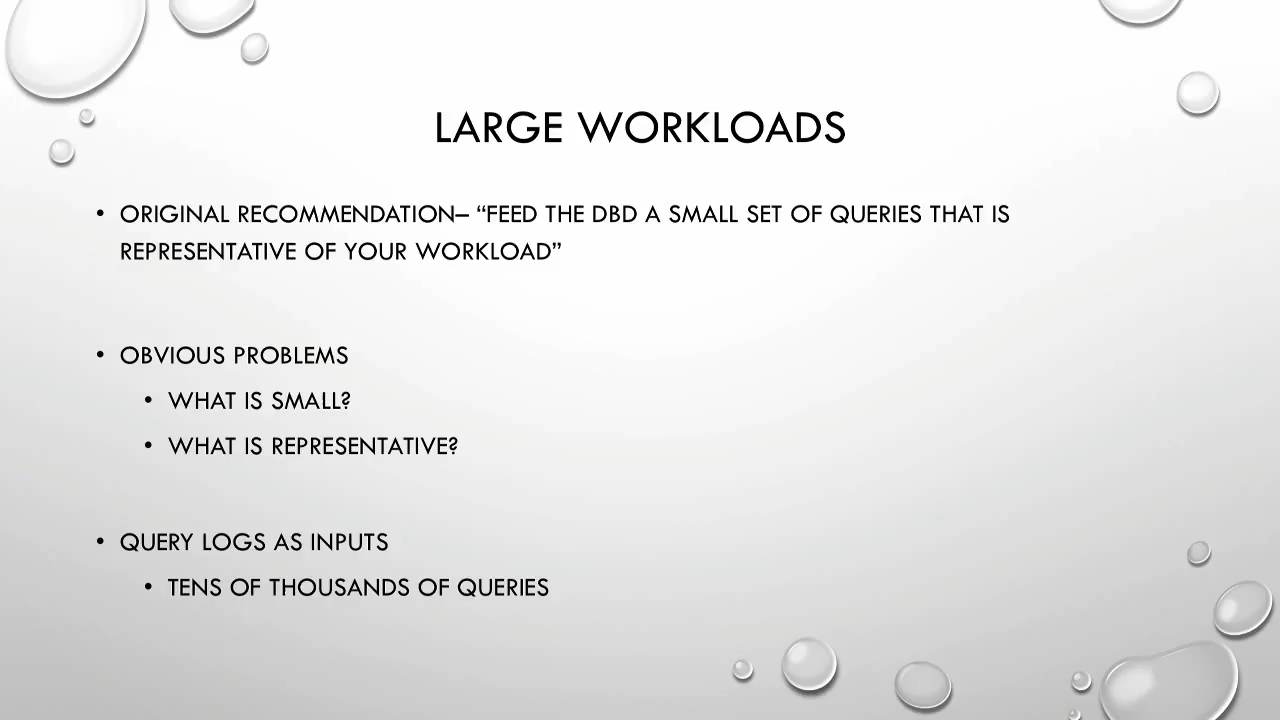 LARGE WORKLOADS
• ORIGINAL RECOMMENDATION– “FEED THE DBD A SMALL SET OF QUERIES THAT IS
REPRESENTATIVE OF YOUR WORKLOAD”
• OBVIOUS PROBLEMS
• WHAT IS SMALL?
• WHAT IS REPRESENTATIVE?
• QUERY LOGS AS INPUTS
• TENS OF THOUSANDS OF QUERIES